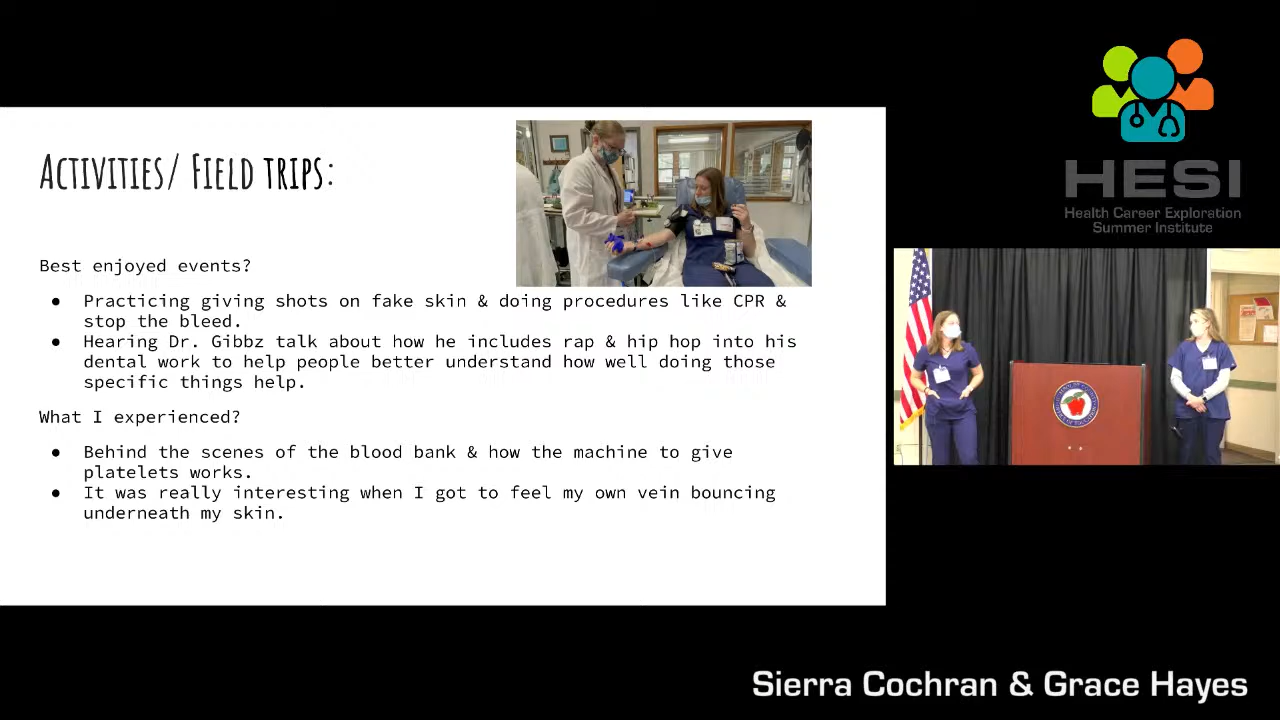 HESI
Health Career Exploration
Summer Institute
ACTIVITIES/ FIELD TRIPS:
Best enjoyed events?
● Practicing giving shots on fake skin & doing procedures like CPR &
stop the bleed.
● Hearing Dr. Gibbz talk about how he includes rap & hip hop into his
dental work to help people better understand how well doing those
specific things help.
What I experienced?
● Behind the scenes of the blood bank & how the machine to give
platelets works.
● It was really interesting when I got to feel my own vein bouncing
underneath my skin.
Sierra Cochran & Grace Hayes